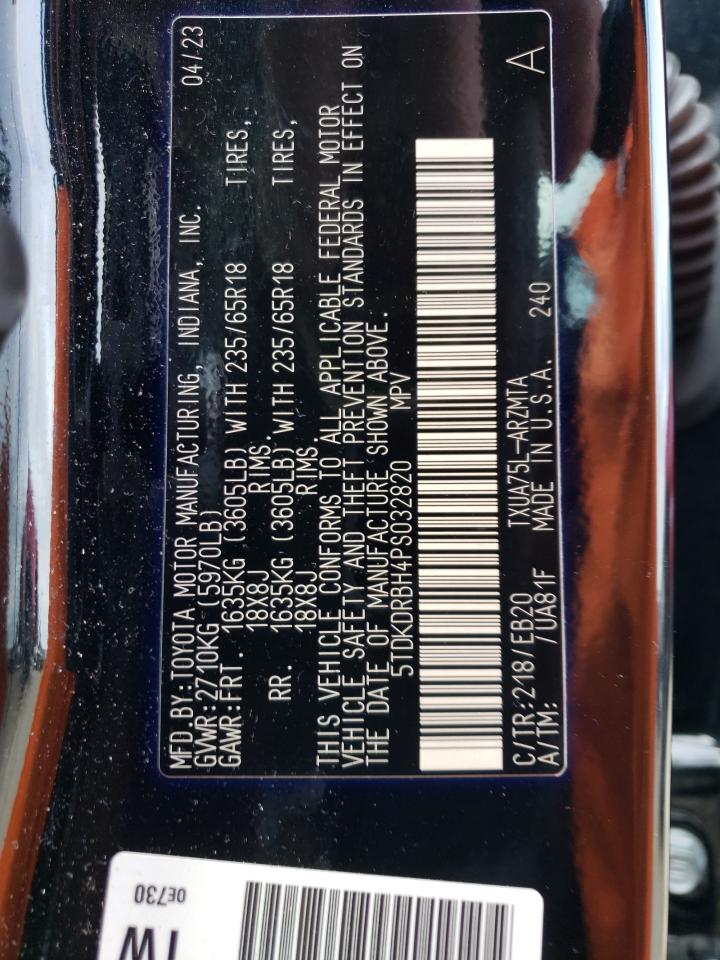 MFD.BY:TOYOTA MOTOR MANUFACTURING, INDIANA, INC. 04/23
GVWR:2710KG (5970LB)
GAWR:FRT. 1635KG (3605LB) WITH 235/65R18 TIRES,
18X8J RIMS.
RR. 1635KG (3605LB) WITH 235/65R18 TIRES,
18X8J RIMS.
THIS VEHICLE CONFORMS TO ALL APPLICABLE FEDERAL MOTOR
VEHICLE SAFETY AND THEFT PREVENTION STANDARDS IN EFFECT ON
THE DATE OF MANUFACTURE SHOWN ABOVE.
5TDKDRBH4PS032820 MPV
C/TR:218/EB20 TXUA75L-ARZMTA 240 A
A/TM: /UA81F MADE IN U.S.A.
0E730
TW